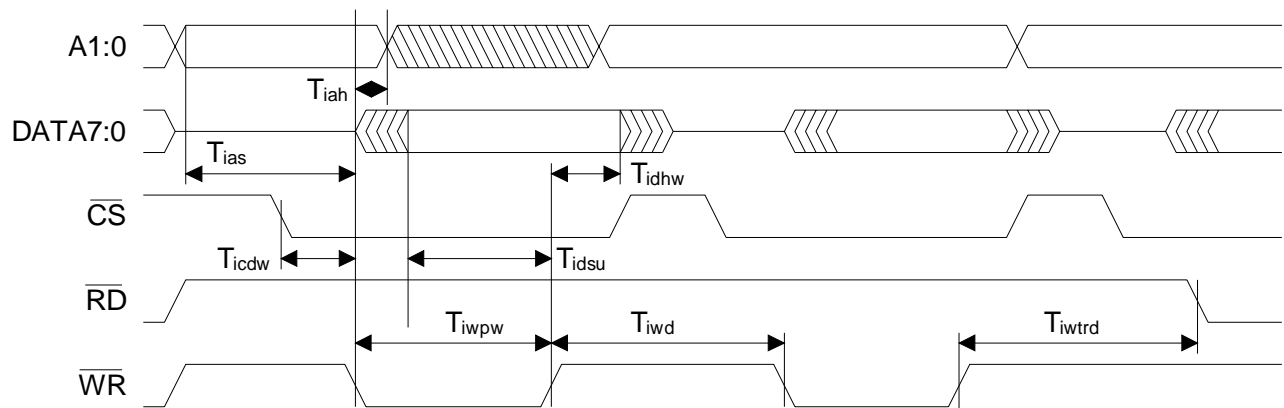 A1:0
Tiah
DATA7:0
Tias
Tidhw
CS
Ticdw
Tidsu
RD
Tiwpw
Tiwd
Tiwtrd
WR